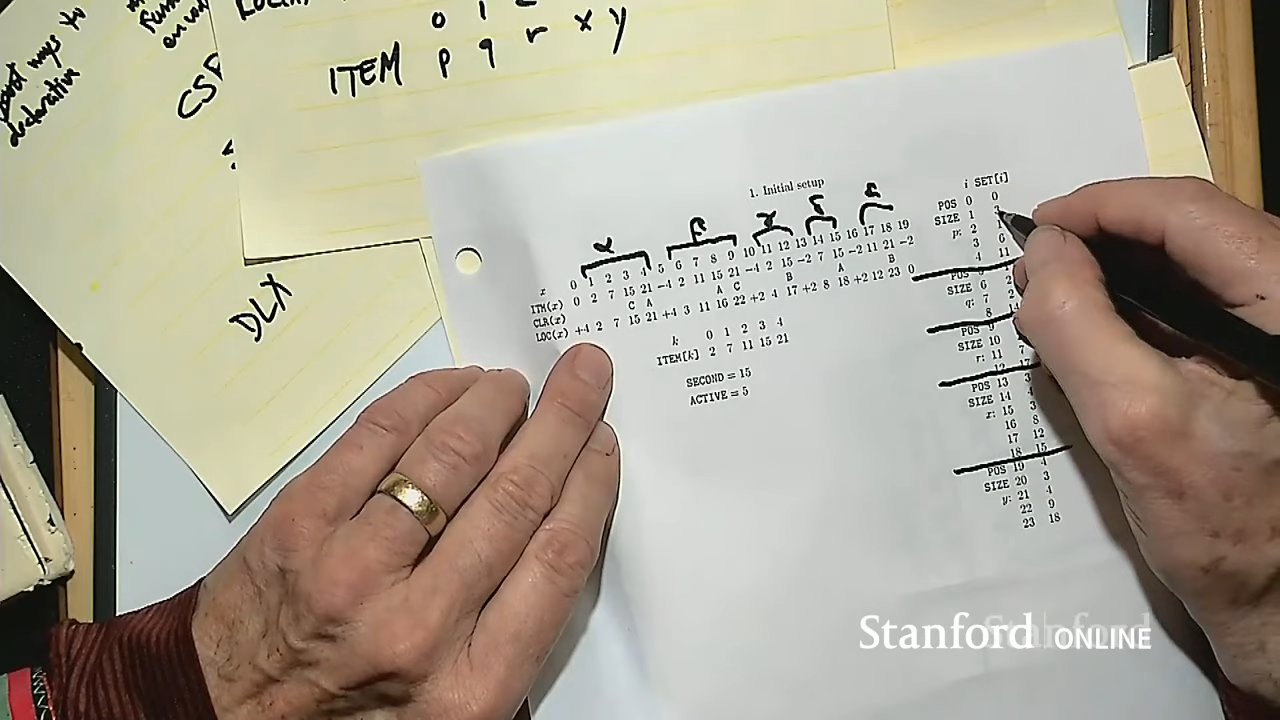 DLX
ITEM p q r x y
1. Initial setup
α β γ δ ε
x 0 1 2 3 4 5 6 7 8 9 10 11 12 13 14 15 16 17 18 19
ITM(x) 0 2 7 15 21 −4 2 11 15 21 −4 2 15 −2 7 15 −2 11 21 −2
CLR(x) C A A C B A B
LOC(x) +4 2 7 15 21 +4 3 11 16 22 +2 4 17 +2 8 18 +2 12 23 0
k 0 1 2 3 4
ITEM[k] 2 7 11 15 21
SECOND = 15
ACTIVE = 5
i SET[i]
POS 0 0
SIZE 1 3
p: 2 1
3 6
4 11
POS
SIZE 6
q: 7
8 14
POS 9
SIZE 10
r: 11 7
12 17
POS 13 3
SIZE 14 4
x: 15 3
16 8
17 12
18 15
POS 19 4
SIZE 20 3
y: 21 4
22 9
23 18
Stanford ONLINE